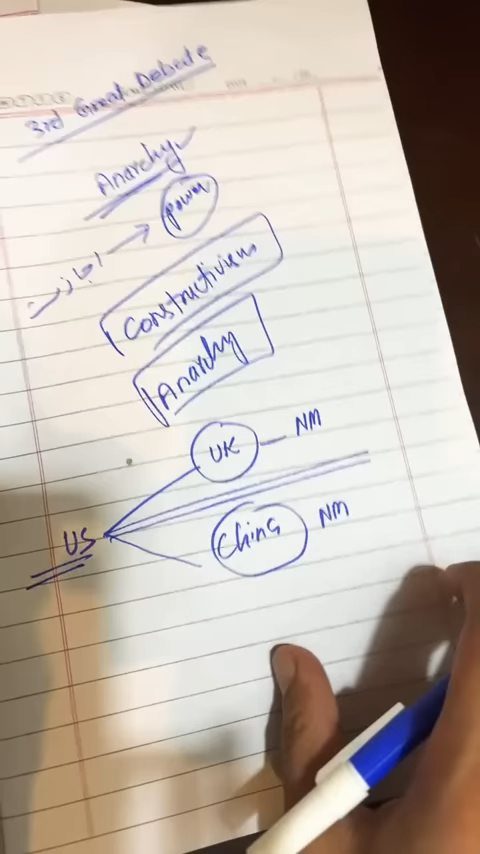 3rd Great Debate
Anarchy
power
اجازت
Constructivism
Anarchy
UK NM
US
China NM